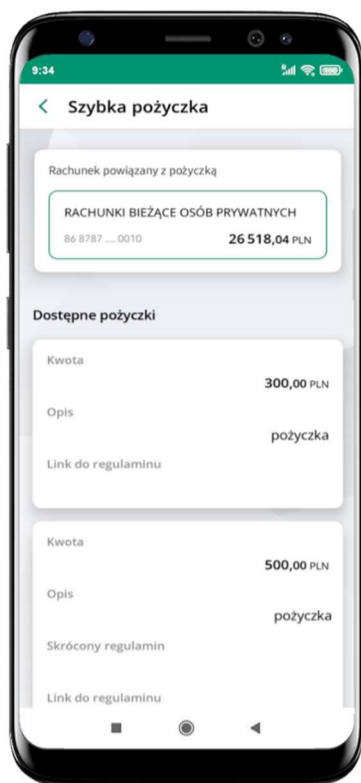 9:34
100
Szybka pożyczka
Rachunek powiązany z pożyczką
RACHUNKI BIEŻĄCE OSÓB PRYWATNYCH
86 8787 .... 0010 26 518,04 PLN
Dostępne pożyczki
Kwota
300,00 PLN
Opis
pożyczka
Link do regulaminu
Kwota
500,00 PLN
Opis
pożyczka
Skrócony regulamin
Link do regulaminu